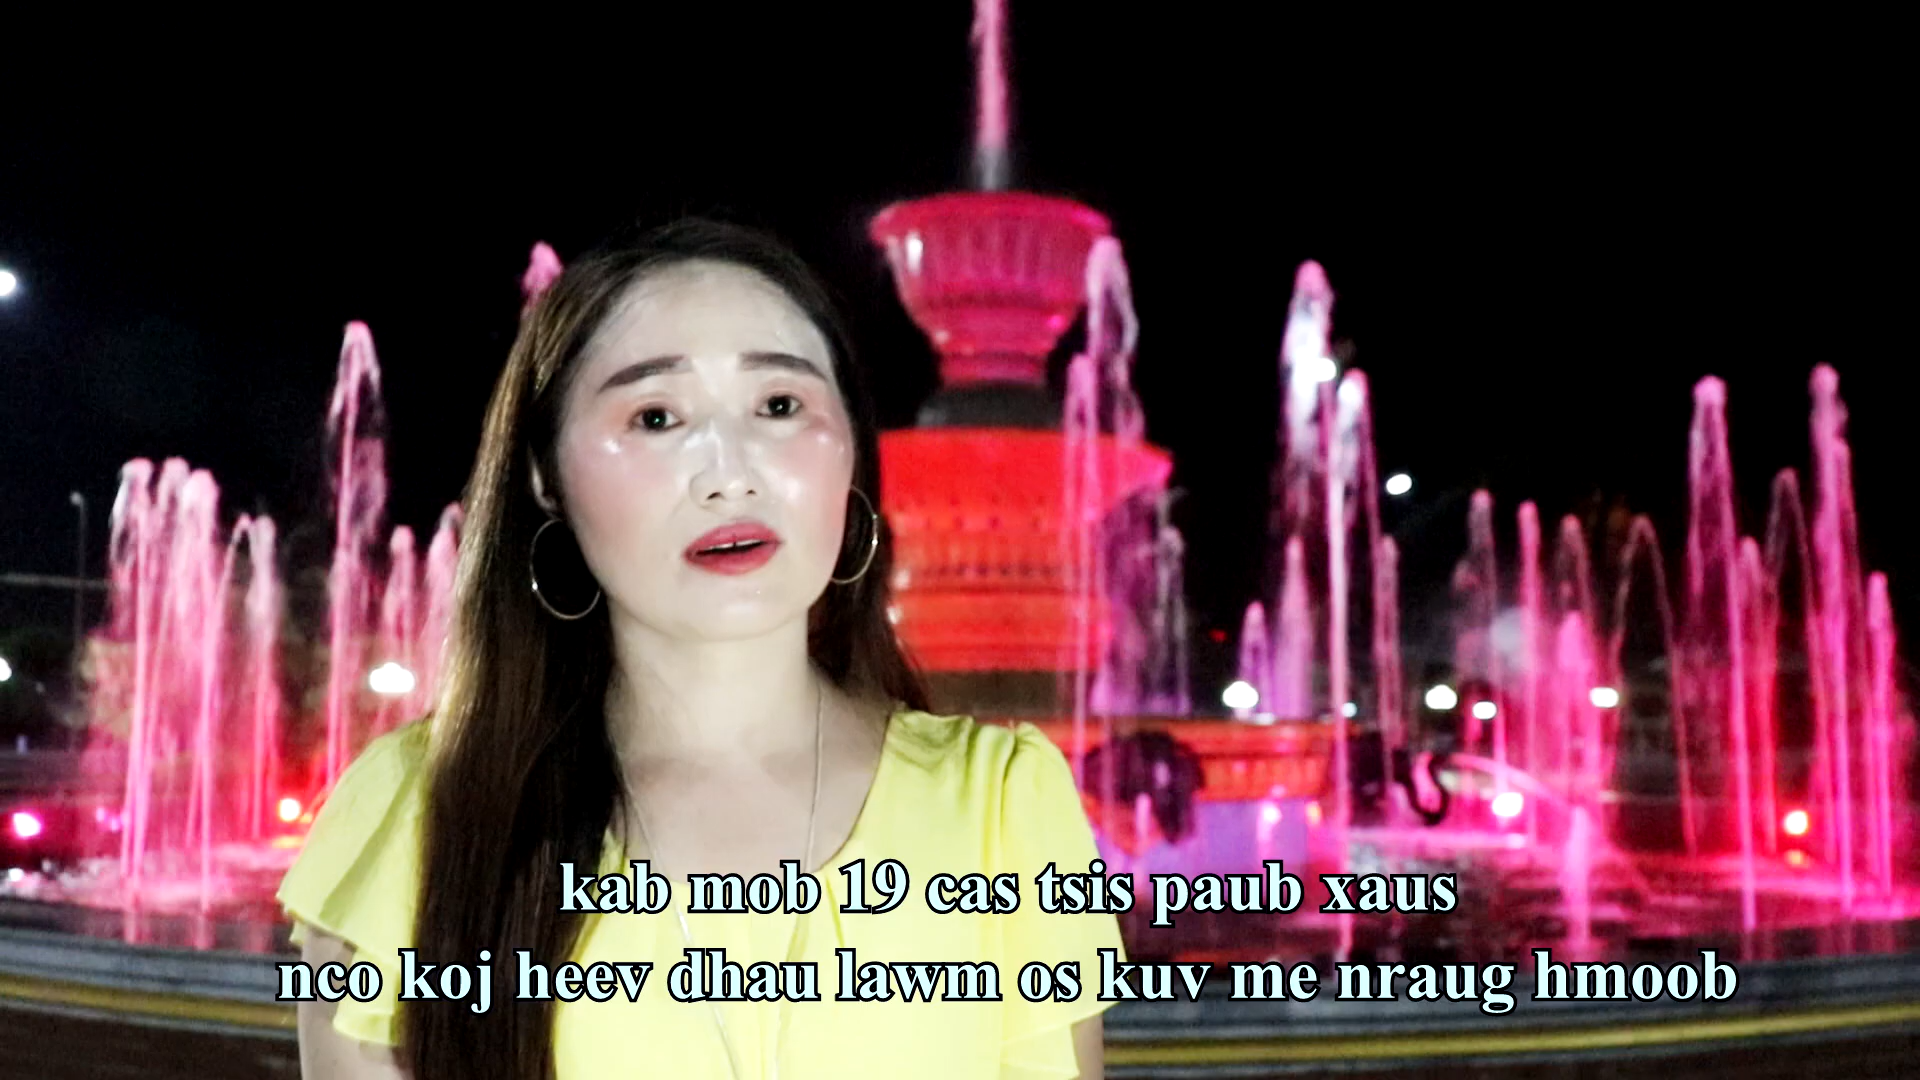 kab mob 19 cas tsis paub xaus
nco koj heev dhau lawm os kuv me nraug hmoob